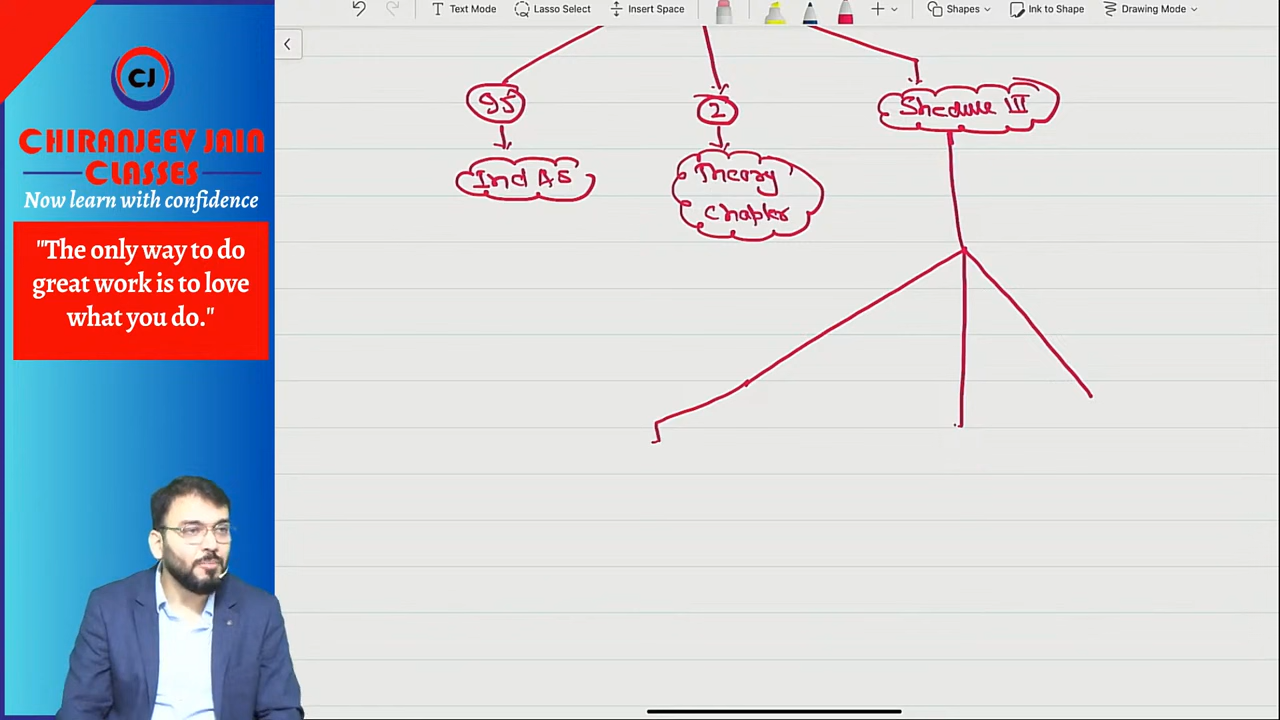 Text Mode
Lasso Select
Insert Space
Shapes
Ink to Shape
Drawing Mode
CJ
CHIRANJEEV JAIN
CLASSES
Now learn with confidence
"The only way to do
great work is to love
what you do."
95
2
Shedule III
Ind AS
Theory
Chapter